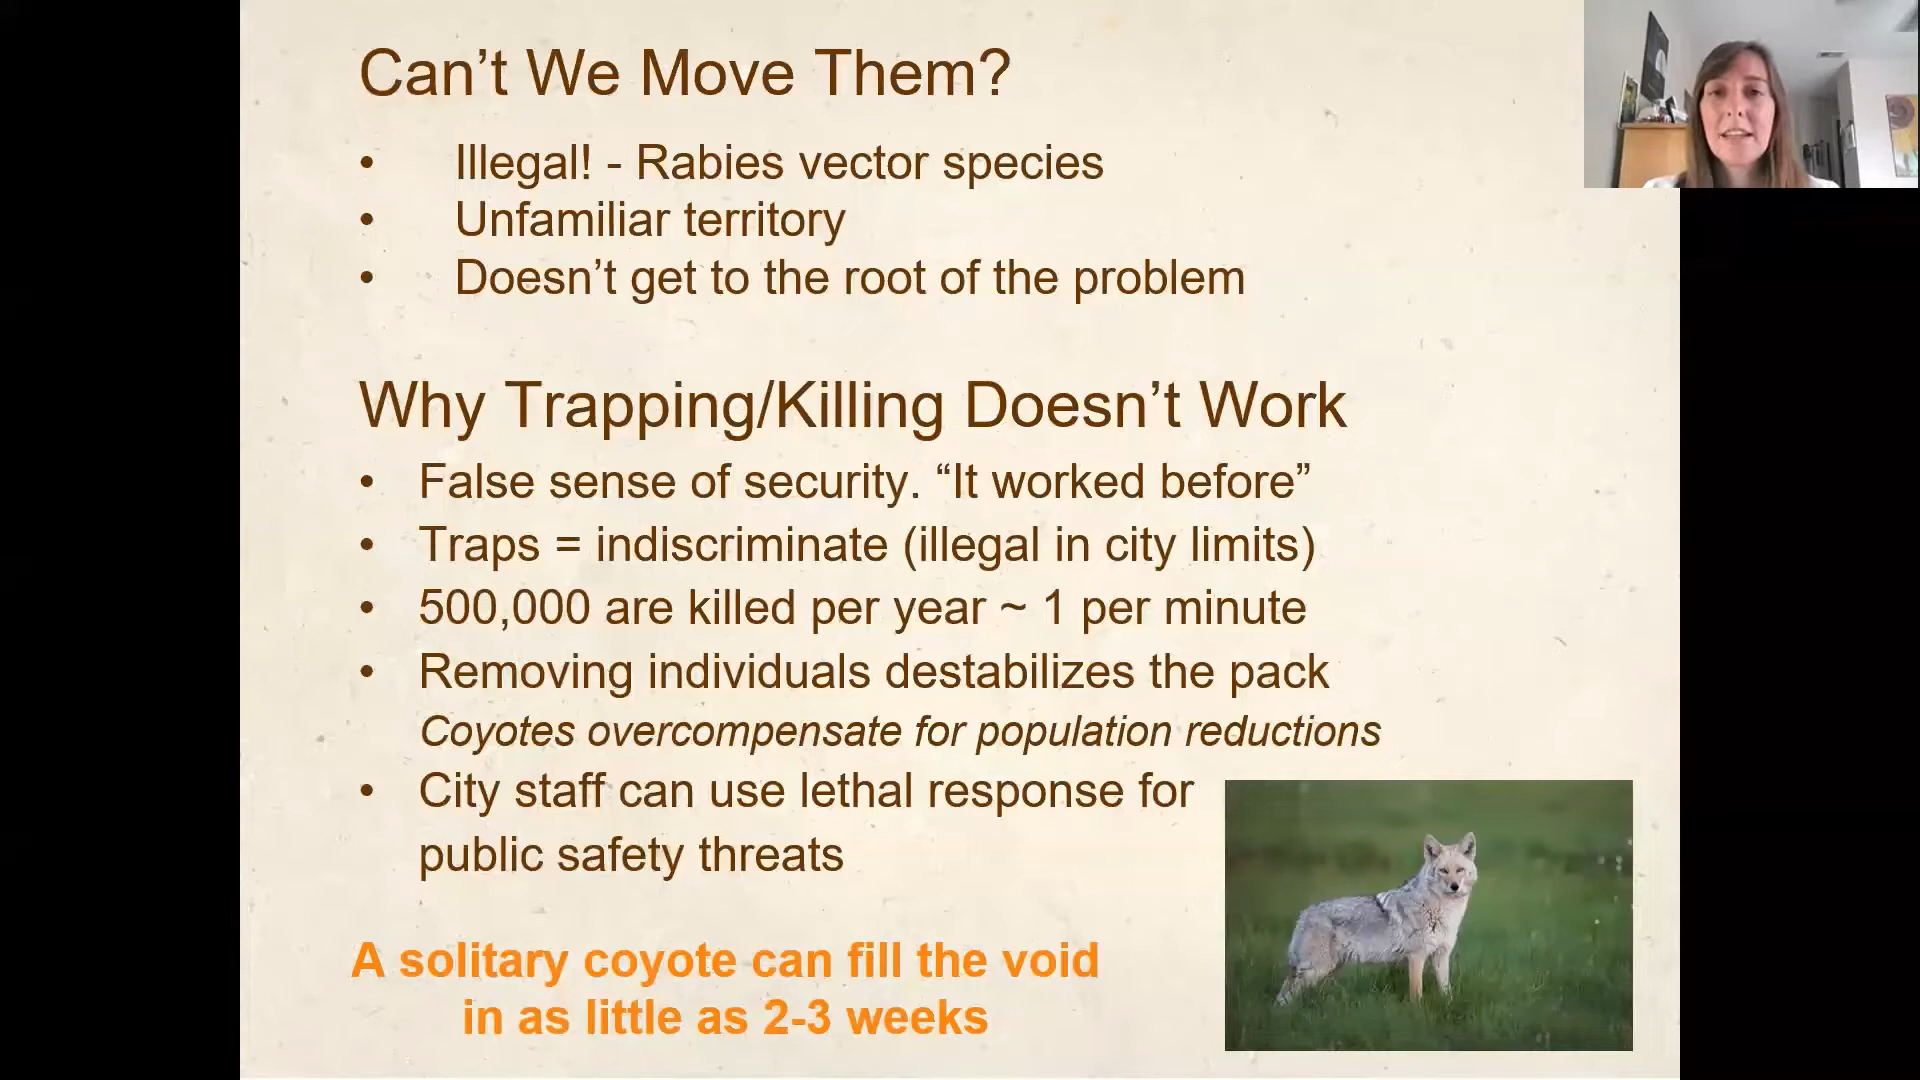 Can’t We Move Them?
• Illegal! - Rabies vector species
• Unfamiliar territory
• Doesn’t get to the root of the problem
Why Trapping/Killing Doesn’t Work
• False sense of security. “It worked before”
• Traps = indiscriminate (illegal in city limits)
• 500,000 are killed per year ~ 1 per minute
• Removing individuals destabilizes the pack
Coyotes overcompensate for population reductions
• City staff can use lethal response for
public safety threats
A solitary coyote can fill the void
in as little as 2-3 weeks